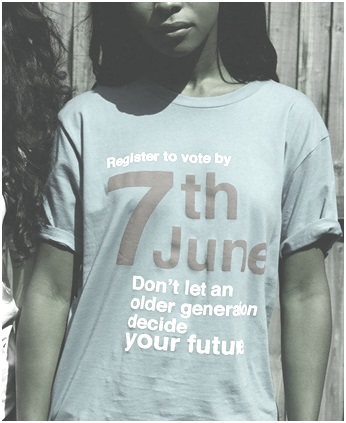 Register to vote by
7th
June
Don't let an
older generation
decide
your future